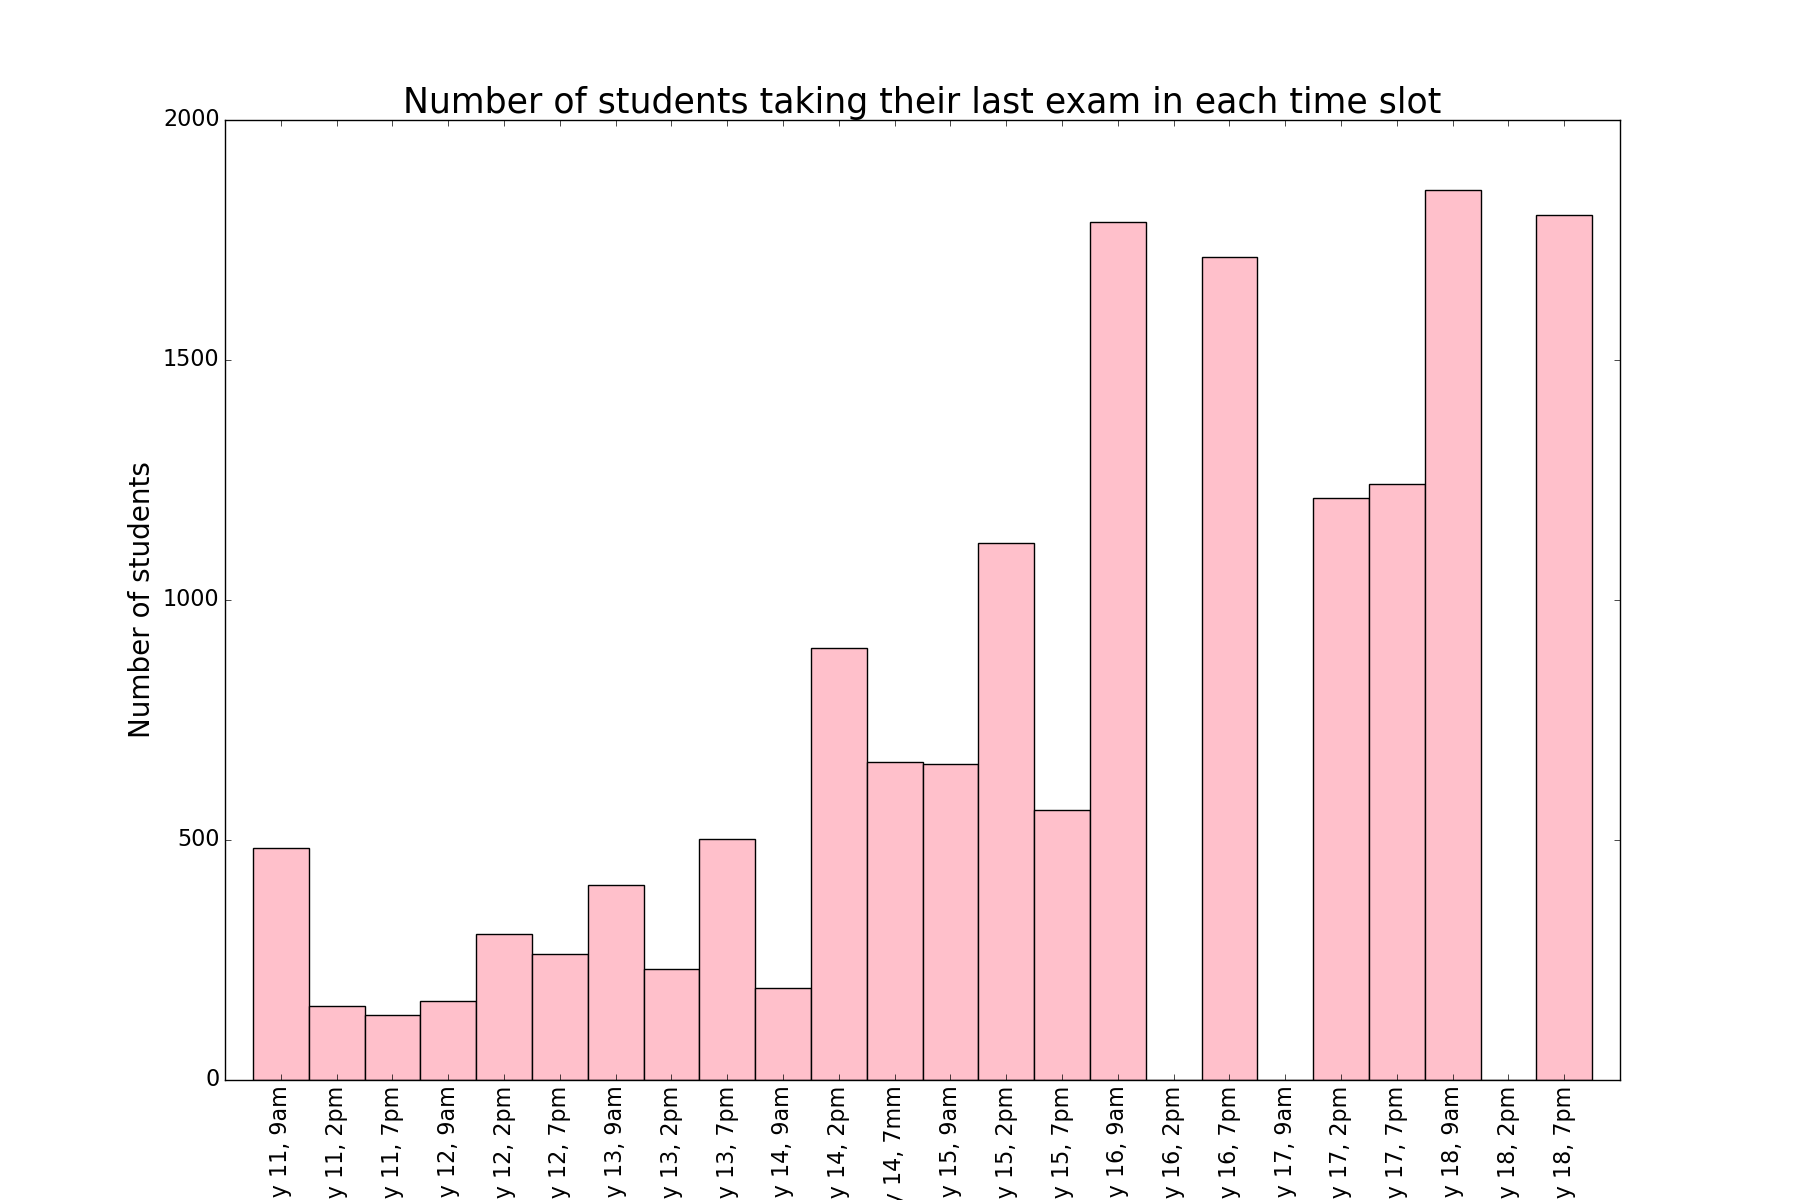 Number of students taking their last exam in each time slot
Number of students
2000
1500
1000
500
0
y 11, 9am
y 11, 2pm
y 11, 7pm
y 12, 9am
y 12, 2pm
y 12, 7pm
y 13, 9am
y 13, 2pm
y 13, 7pm
y 14, 9am
y 14, 2pm
y 14, 7mm
y 15, 9am
y 15, 2pm
y 15, 7pm
y 16, 9am
y 16, 2pm
y 16, 7pm
y 17, 9am
y 17, 2pm
y 17, 7pm
y 18, 9am
y 18, 2pm
y 18, 7pm